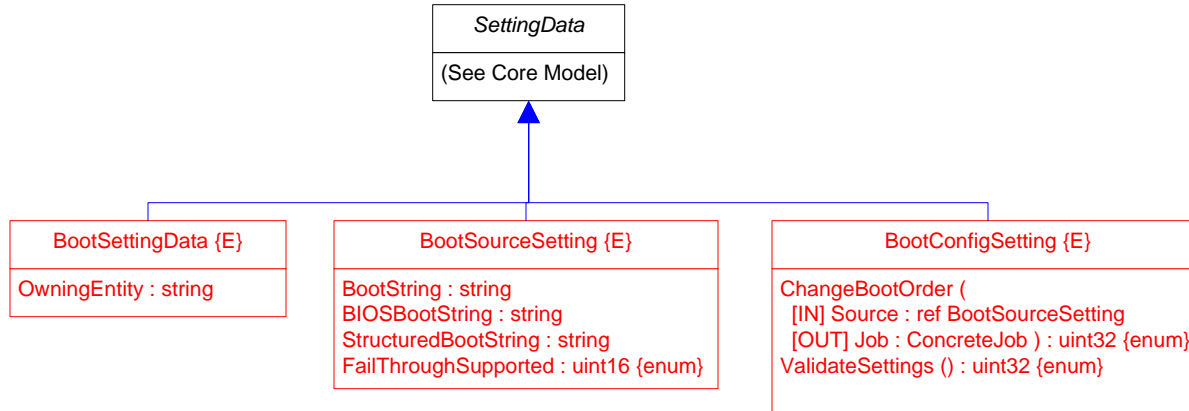 SettingData
(See Core Model)
BootSettingData {E}
OwningEntity : string
BootSourceSetting {E}
BootString : string
BIOSBootString : string
StructuredBootString : string
FailThroughSupported : uint16 {enum}
BootConfigSetting {E}
ChangeBootOrder (
[IN] Source : ref BootSourceSetting
[OUT] Job : ConcreteJob ) : uint32 {enum}
ValidateSettings () : uint32 {enum}